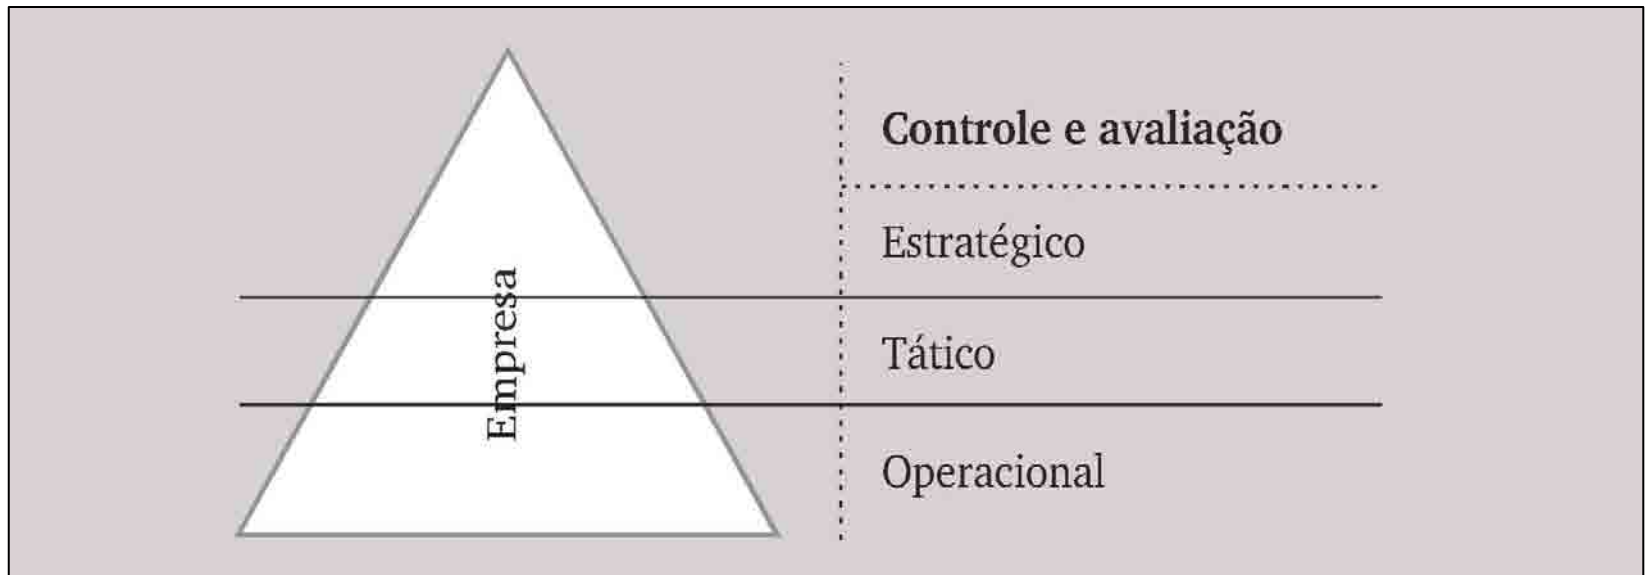 Controle e avaliação
Estratégico
Empresa
Tático
Operacional